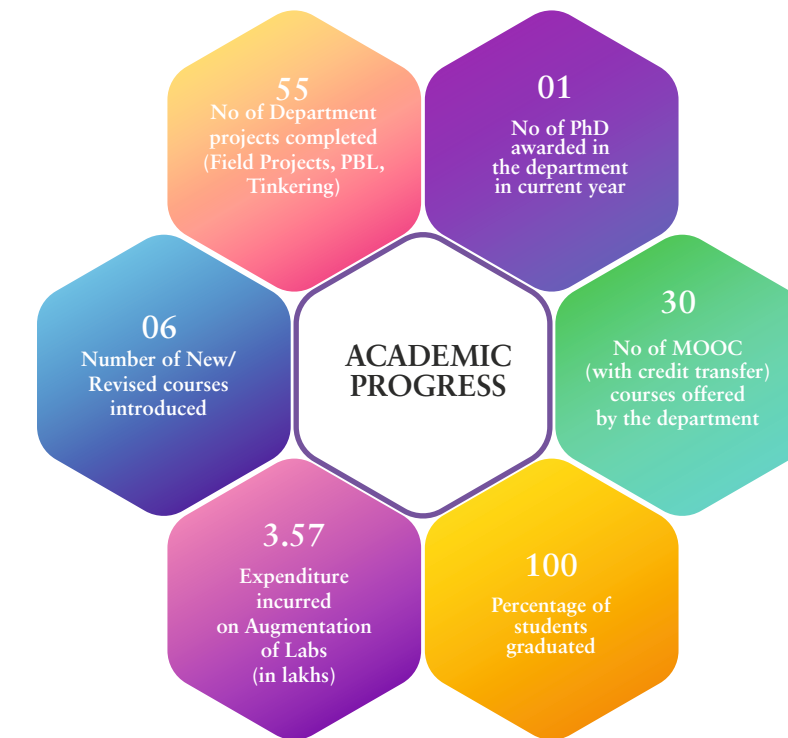 55
No of Department
projects completed
(Field Projects, PBL,
Tinkering)
01
No of PhD
awarded in
the department
in current year
06
Number of New/
Revised courses
introduced
ACADEMIC
PROGRESS
30
No of MOOC
(with credit transfer)
courses offered
by the department
3.57
Expenditure
incurred
on Augmentation
of Labs
(in lakhs)
100
Percentage of
students
graduated